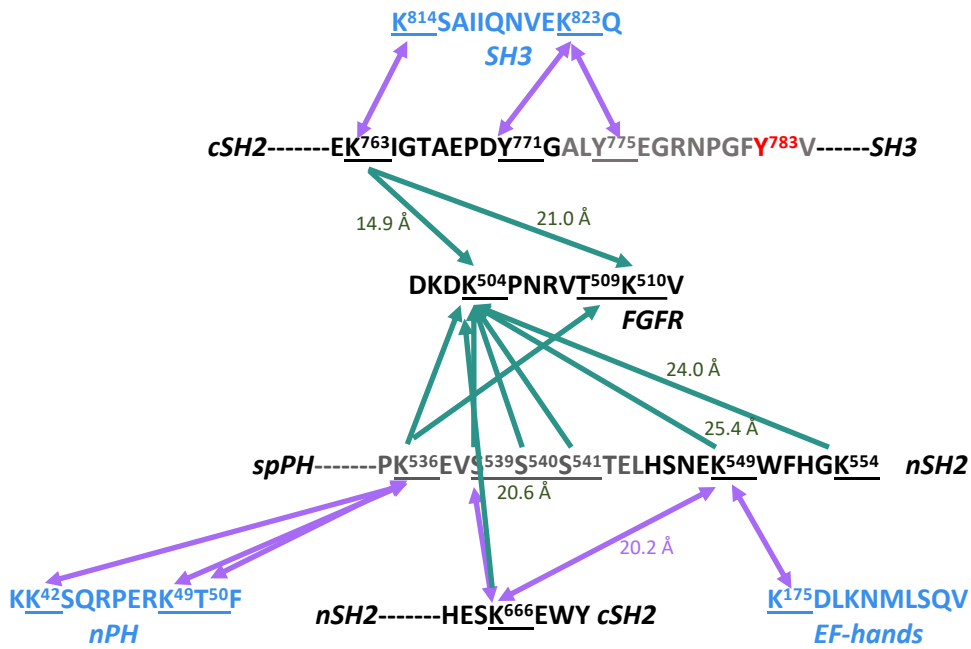 K⁸¹⁴SAIIQNVEK⁸²³Q
SH3
cSH2-------EK⁷⁶³IGTAEPDY⁷⁷¹GALY⁷⁷⁵EGRNPGFY⁷⁸³V------SH3
14.9 Å
21.0 Å
DKDK⁵⁰⁴PNRVT⁵⁰⁹K⁵¹⁰V
FGFR
24.0 Å
25.4 Å
spPH-------PK⁵³⁶EVS⁵³⁹S⁵⁴⁰S⁵⁴¹TELHSNEK⁵⁴⁹WFHGK⁵⁵⁴ nSH2
20.6 Å
20.2 Å
KK⁴²SQRPERK⁴⁹T⁵⁰F
nPH
nSH2-------HESK⁶⁶⁶EWY cSH2
K¹⁷⁵DLKNMLSQV
EF-hands